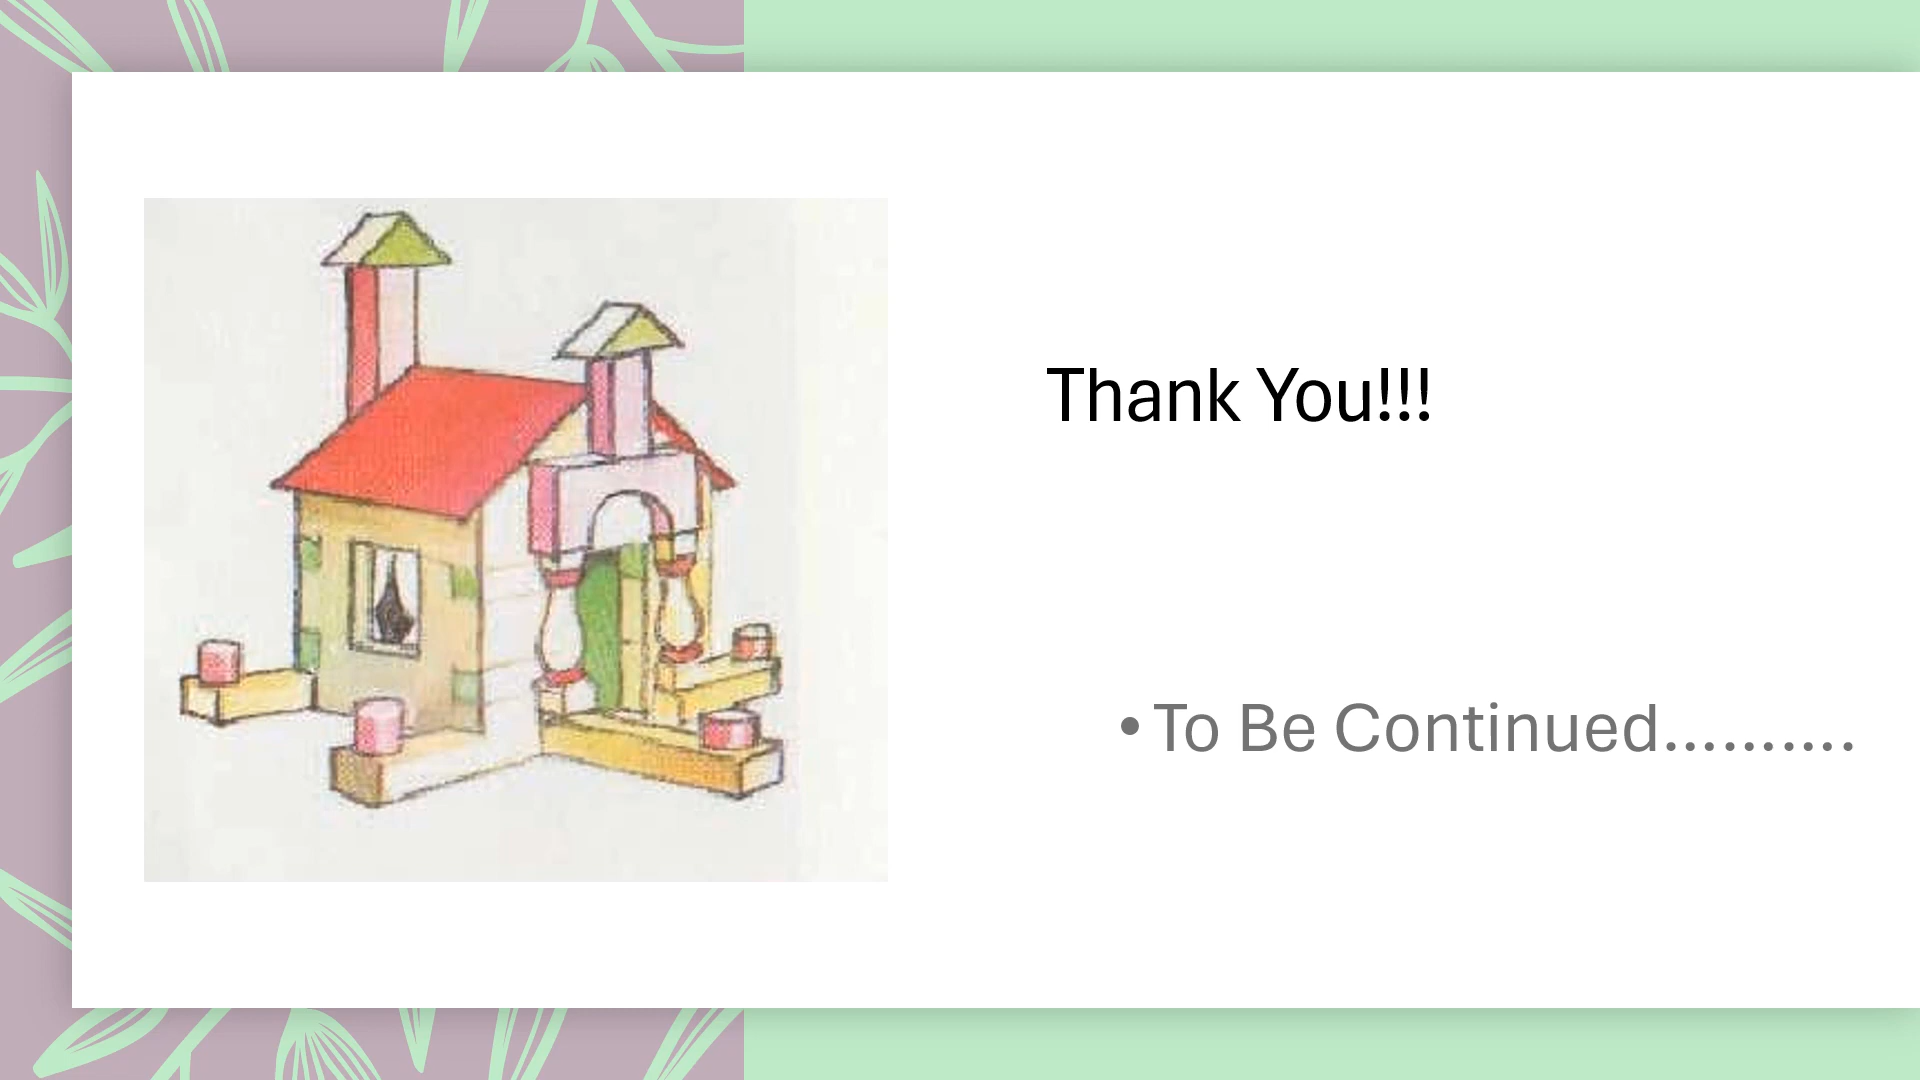 Thank You!!!
• To Be Continued..........